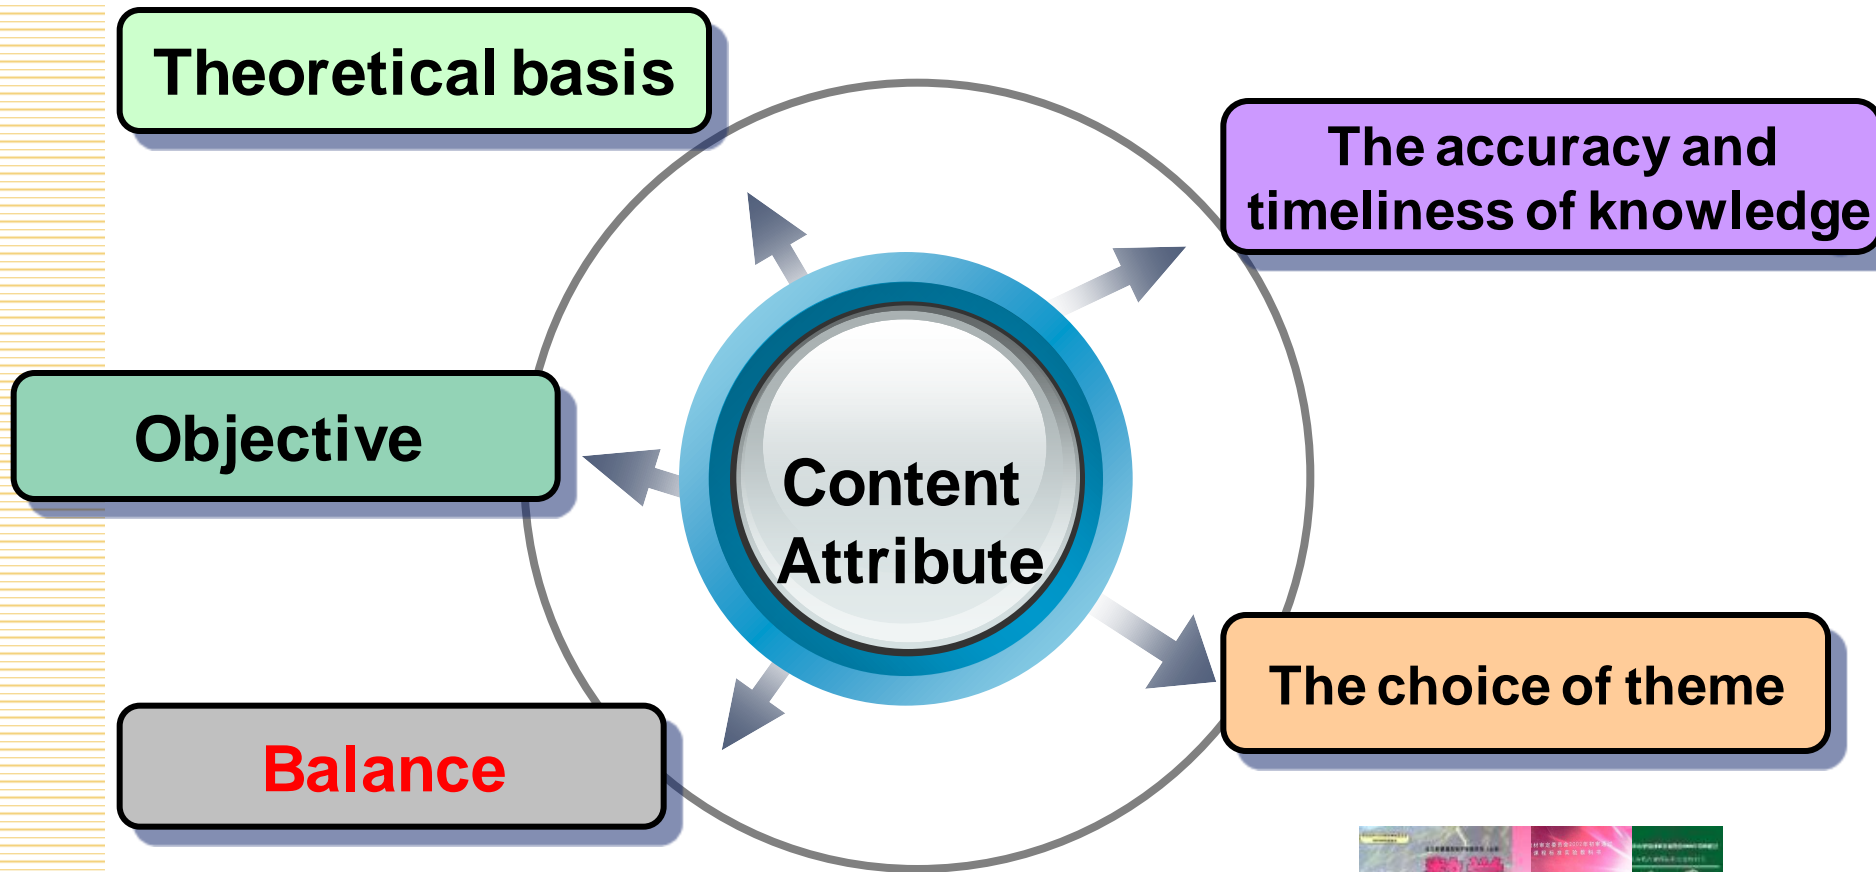 Theoretical basis
The accuracy and
timeliness of knowledge
Objective
Content
Attribute
The choice of theme
Balance